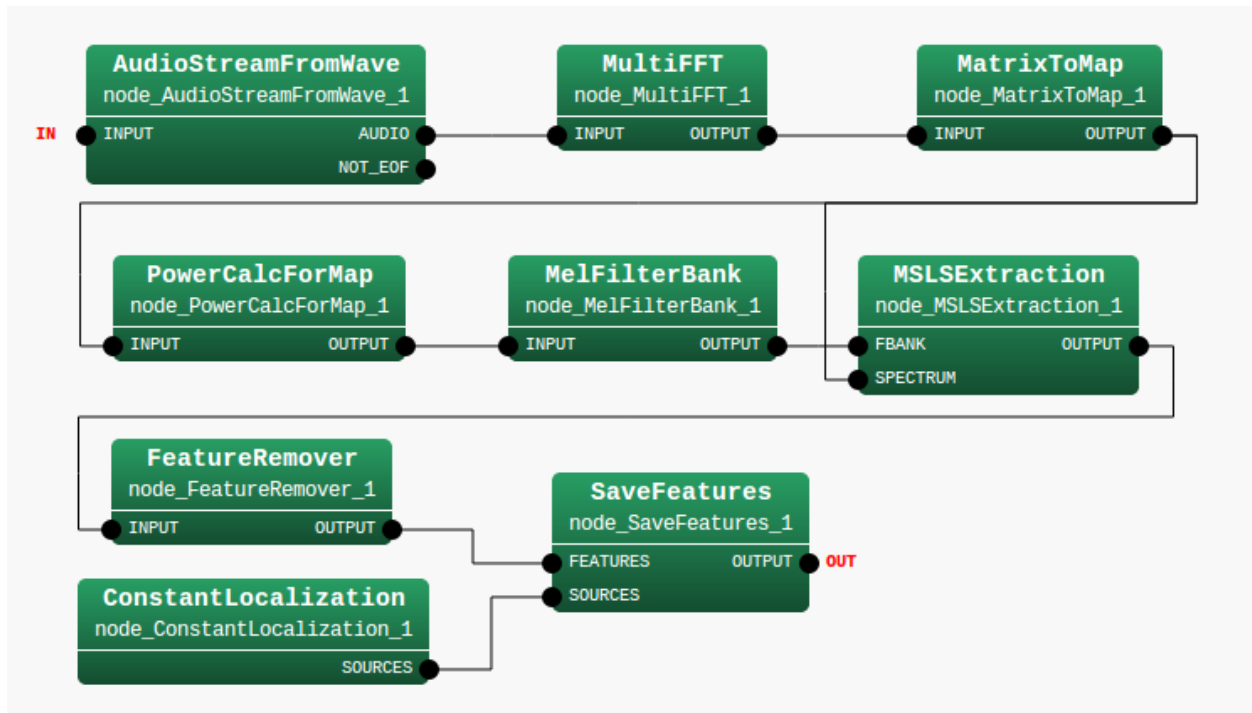 AudioStreamFromWave
node_AudioStreamFromWave_1
IN
INPUT
AUDIO
NOT_EOF
MultiFFT
node_MultiFFT_1
INPUT
OUTPUT
MatrixToMap
node_MatrixToMap_1
INPUT
OUTPUT
PowerCalcForMap
node_PowerCalcForMap_1
INPUT
OUTPUT
MelFilterBank
node_MelFilterBank_1
INPUT
OUTPUT
MSLSExtraction
node_MSLSExtraction_1
FBANK
OUTPUT
SPECTRUM
FeatureRemover
node_FeatureRemover_1
INPUT
OUTPUT
SaveFeatures
node_SaveFeatures_1
FEATURES
OUTPUT
OUT
SOURCES
ConstantLocalization
node_ConstantLocalization_1
SOURCES